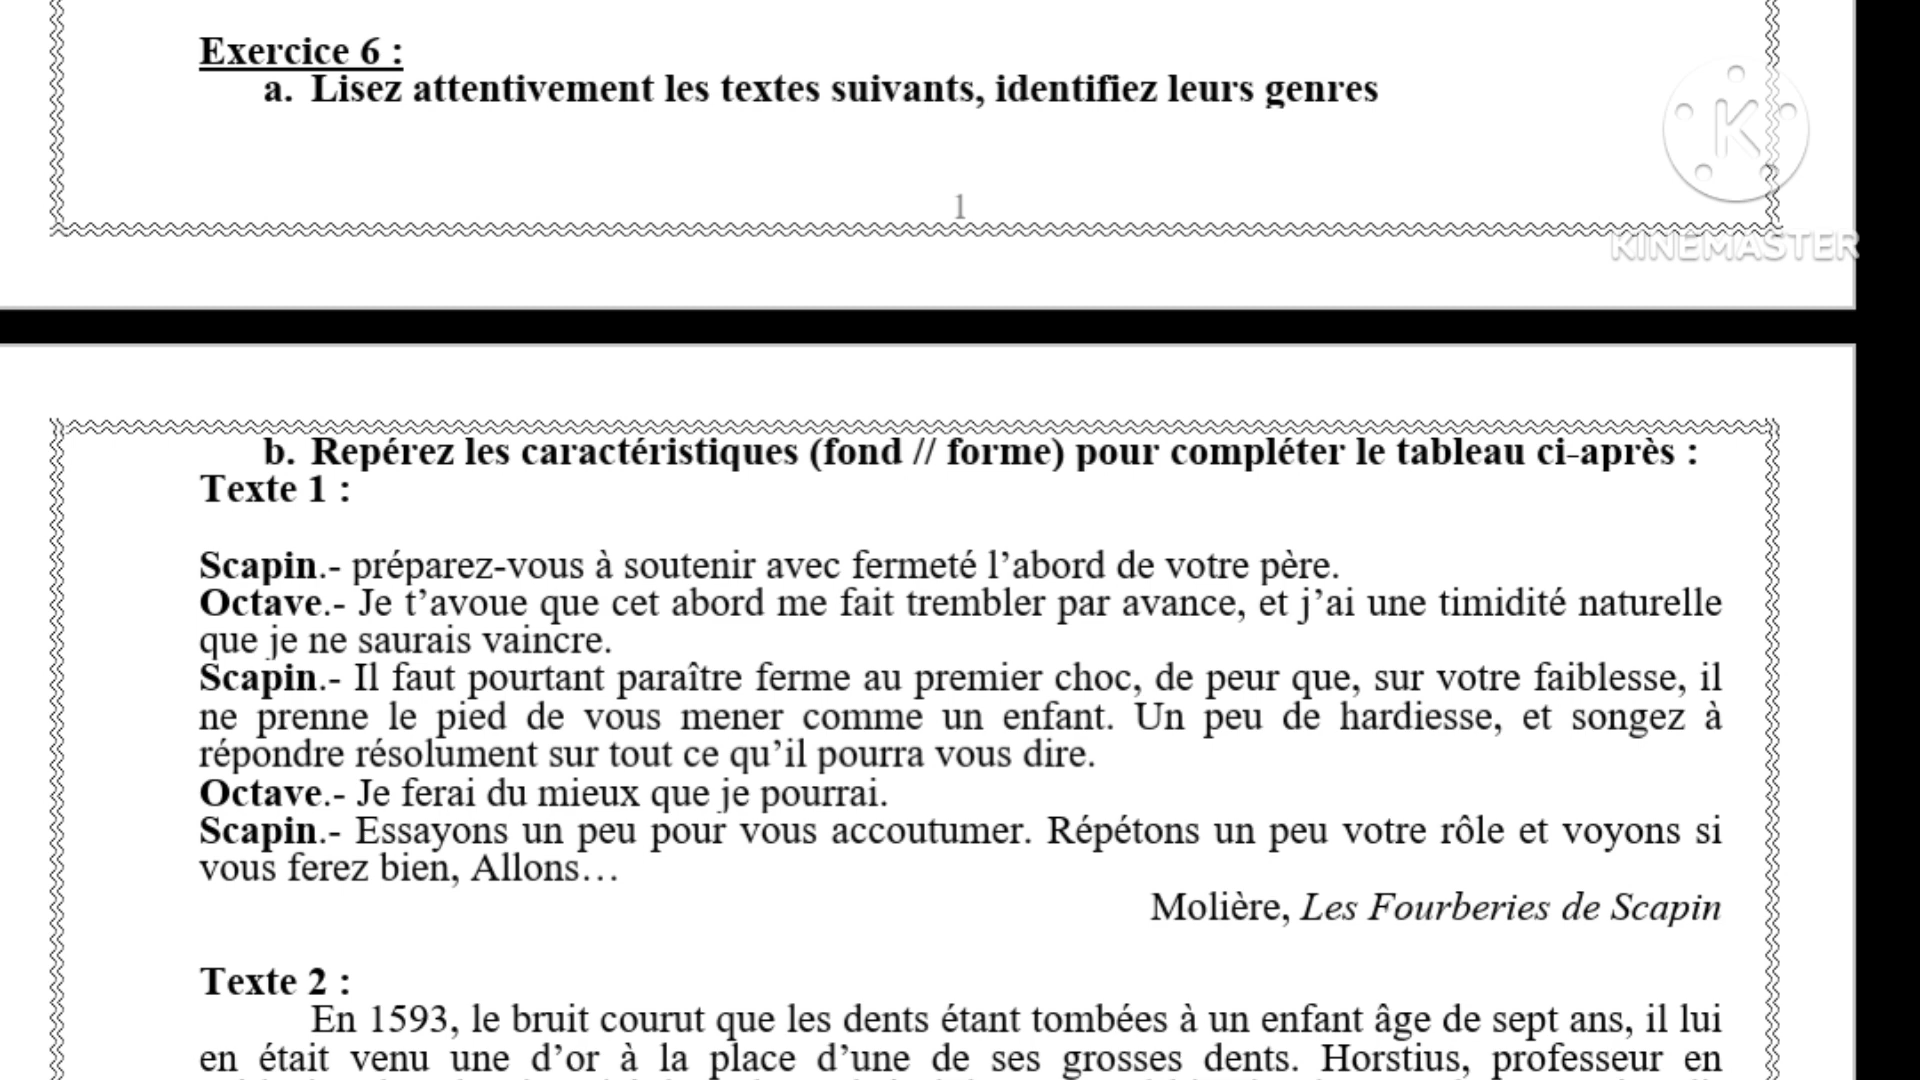 Exercice 6 :
a. Lisez attentivement les textes suivants, identifiez leurs genres
K
1
KINEMASTER
b. Repérez les caractéristiques (fond // forme) pour compléter le tableau ci-après :
Texte 1 :
Scapin.- préparez-vous à soutenir avec fermeté l’abord de votre père.
Octave.- Je t’avoue que cet abord me fait trembler par avance, et j’ai une timidité naturelle
que je ne saurais vaincre.
Scapin.- Il faut pourtant paraître ferme au premier choc, de peur que, sur votre faiblesse, il
ne prenne le pied de vous mener comme un enfant. Un peu de hardiesse, et songez à
répondre résolument sur tout ce qu’il pourra vous dire.
Octave.- Je ferai du mieux que je pourrai.
Scapin.- Essayons un peu pour vous accoutumer. Répétons un peu votre rôle et voyons si
vous ferez bien, Allons…
Molière, Les Fourberies de Scapin
Texte 2 :
En 1593, le bruit courut que les dents étant tombées à un enfant âge de sept ans, il lui
en était venu une d’or à la place d’une de ses grosses dents. Horstius, professeur en